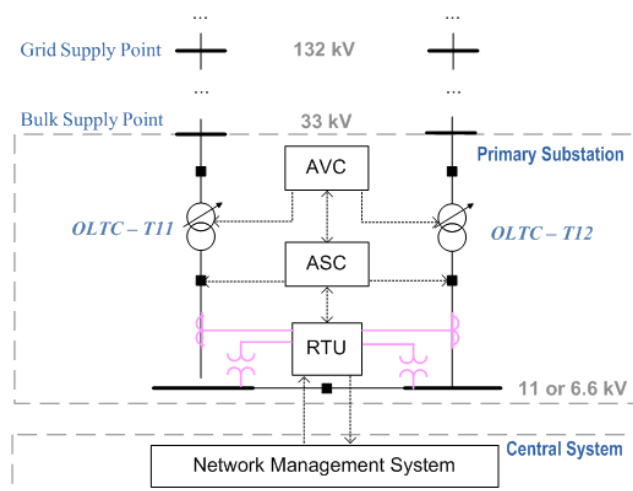 ...
...
Grid Supply Point
132 kV
...
...
Bulk Supply Point
33 kV
Primary Substation
AVC
OLTC – T11
OLTC – T12
ASC
RTU
11 or 6.6 kV
Central System
Network Management System